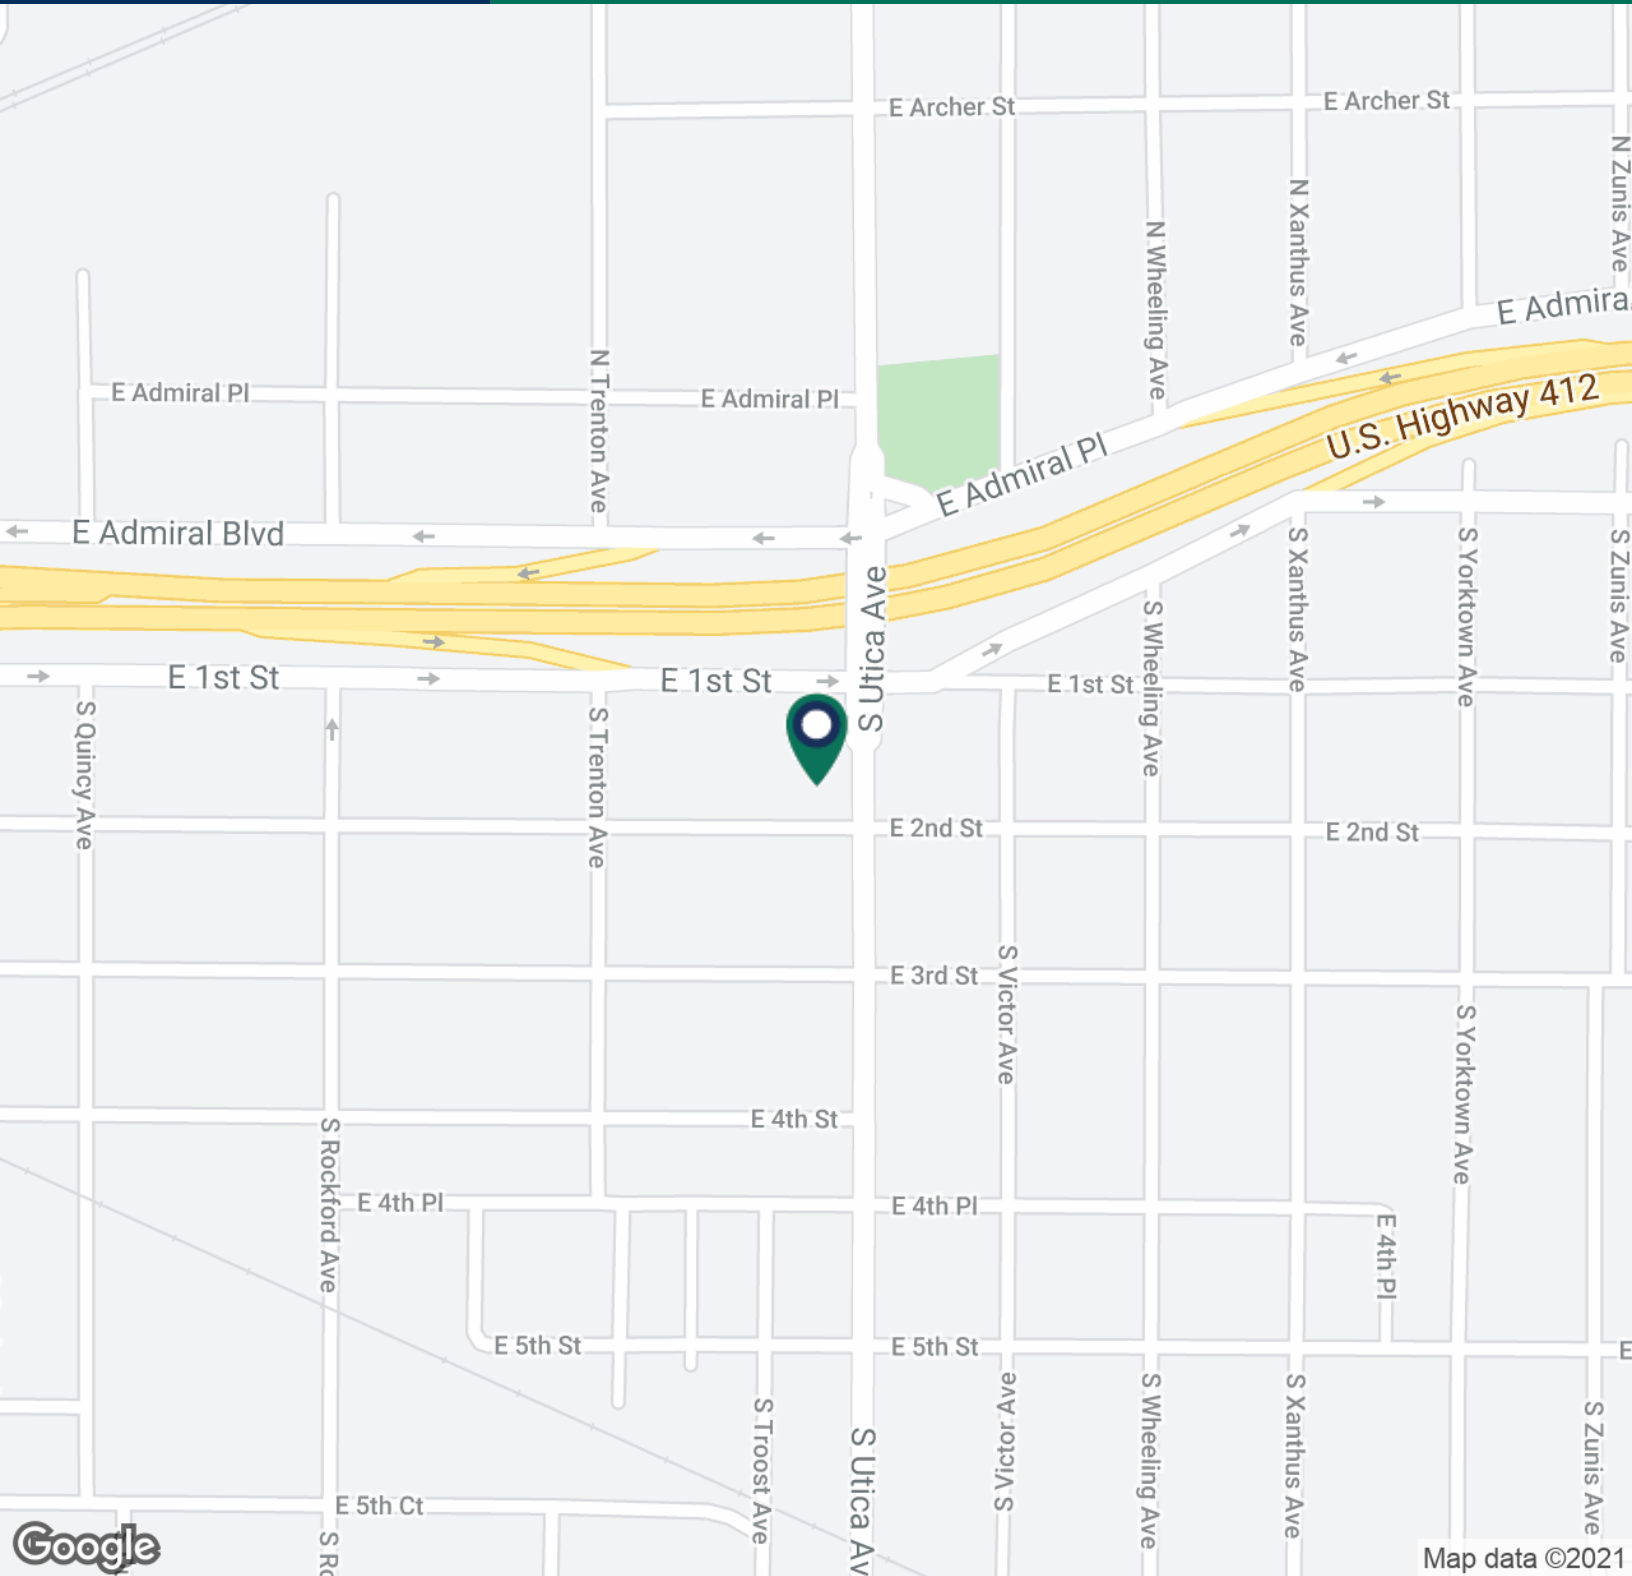 E Archer St
E Archer St
N Zunis Ave
N Xanthus Ave
N Wheeling Ave
E Admira
N Trenton Ave
E Admiral Pl
E Admiral Pl
U.S. Highway 412
E Admiral Pl
E Admiral Blvd
S Utica Ave
S Xanthus Ave
S Yorktown Ave
S Zunis Ave
E 1st St
E 1st St
E 1st St
S Wheeling Ave
S Quincy Ave
S Trenton Ave
E 2nd St
E 2nd St
E 3rd St
S Victor Ave
S Yorktown Ave
E 4th St
S Rockford Ave
E 4th Pl
E 4th Pl
E 4th Pl
E 5th St
E 5th St
E
S Troost Ave
S Utica Av
S Victor Ave
S Wheeling Ave
S Xanthus Ave
S Zunis Ave
E 5th Ct
S Ro
Google
Map data ©2021